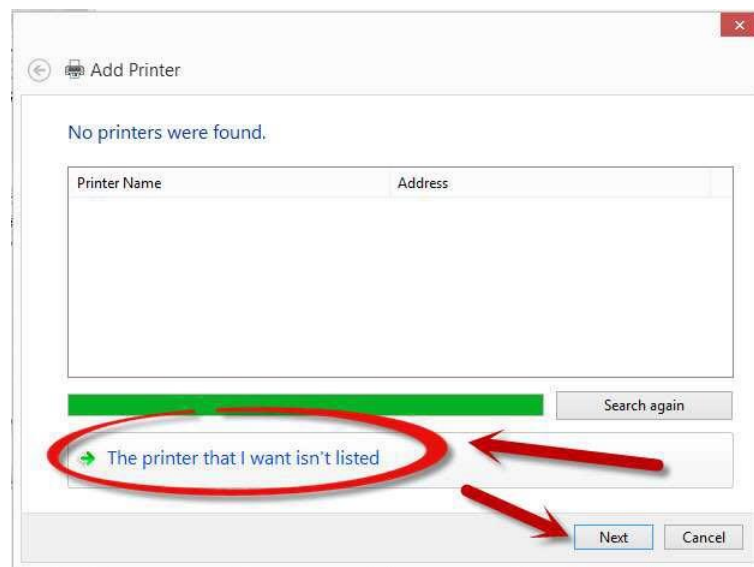 Add Printer
No printers were found.
Printer Name Address
Search again
The printer that I want isn't listed
Next Cancel